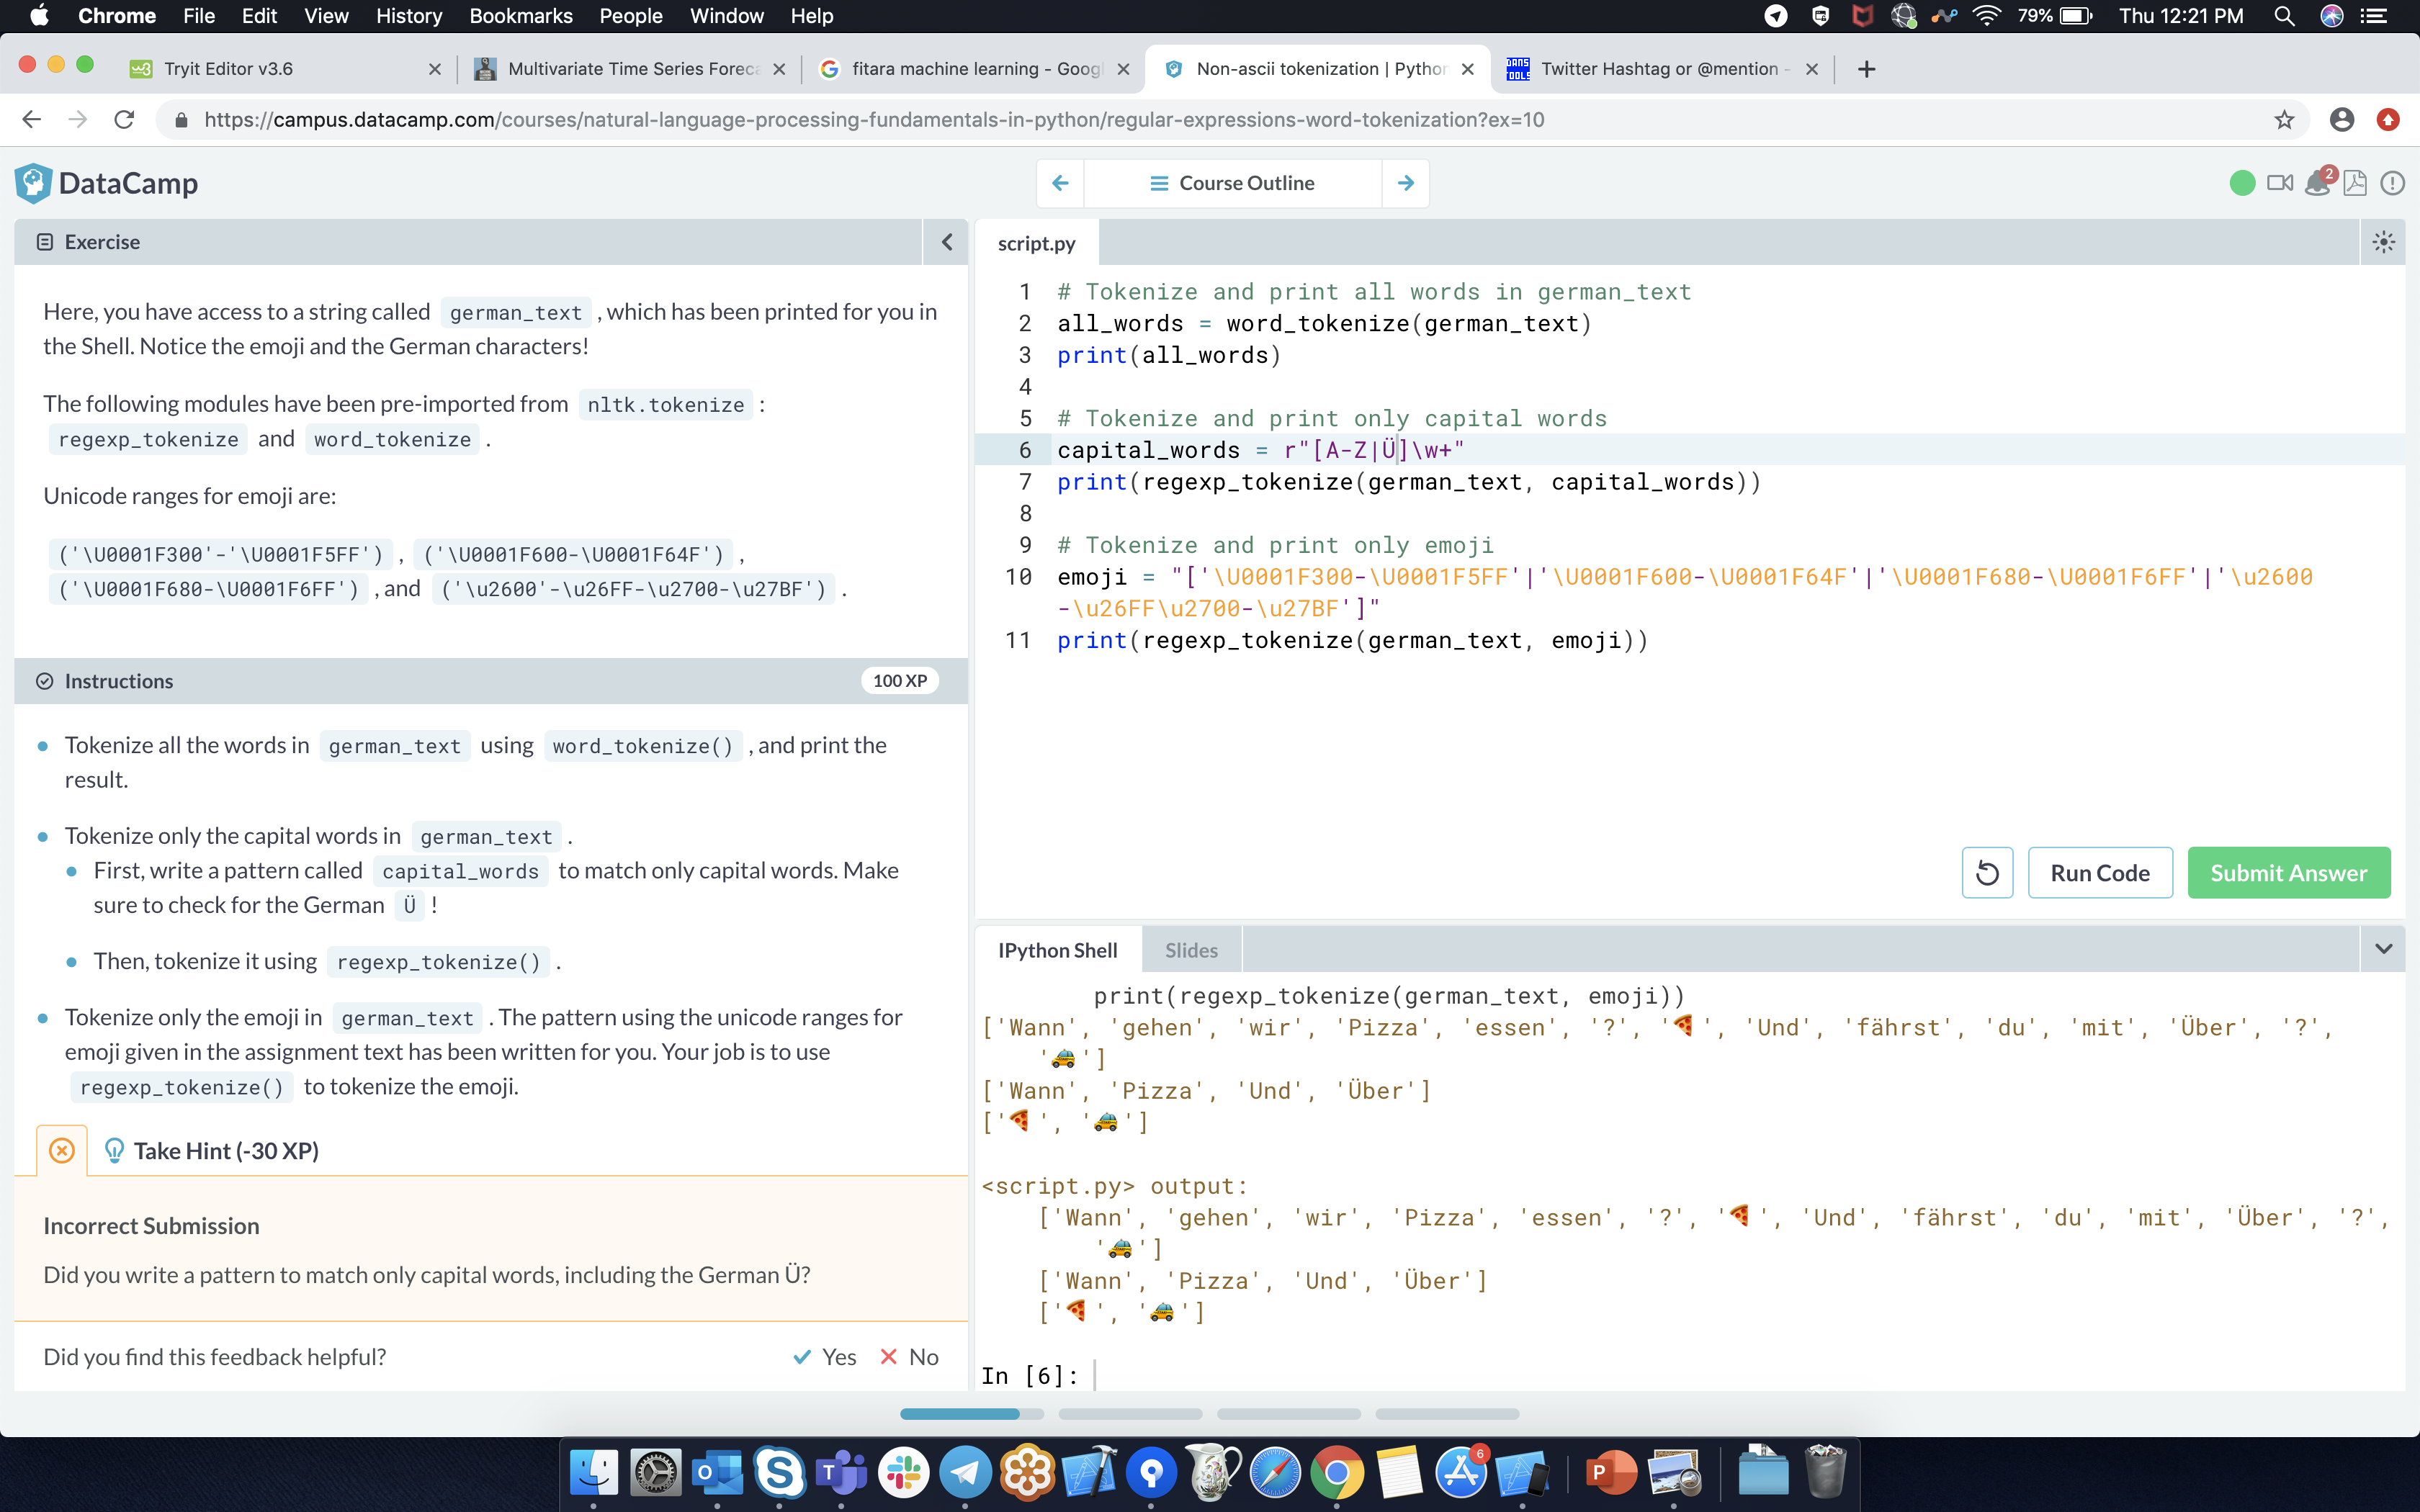 Chrome File Edit View History Bookmarks People Window Help 79% Thu 12:21 PM
Tryit Editor v3.6
Multivariate Time Series Foreca
fitara machine learning - Googl
Non-ascii tokenization | Python
Twitter Hashtag or @mention -
https://campus.datacamp.com/courses/natural-language-processing-fundamentals-in-python/regular-expressions-word-tokenization?ex=10
DataCamp
Course Outline
2
Exercise
Here, you have access to a string called german_text , which has been printed for you in
the Shell. Notice the emoji and the German characters!
The following modules have been pre-imported from nltk.tokenize :
regexp_tokenize and word_tokenize .
Unicode ranges for emoji are:
('\U0001F300'-'\U0001F5FF') , ('\U0001F600-\U0001F64F') ,
('\U0001F680-\U0001F6FF') , and ('\u2600'-\u26FF-\u2700-\u27BF') .
Instructions 100 XP
Tokenize all the words in german_text using word_tokenize() , and print the
result.
Tokenize only the capital words in german_text .
First, write a pattern called capital_words to match only capital words. Make
sure to check for the German Ü !
Then, tokenize it using regexp_tokenize() .
Tokenize only the emoji in german_text . The pattern using the unicode ranges for
emoji given in the assignment text has been written for you. Your job is to use
regexp_tokenize() to tokenize the emoji.
Take Hint (-30 XP)
Incorrect Submission
Did you write a pattern to match only capital words, including the German Ü?
Did you find this feedback helpful? Yes No
script.py
1 # Tokenize and print all words in german_text
2 all_words = word_tokenize(german_text)
3 print(all_words)
4
5 # Tokenize and print only capital words
6 capital_words = r"[A-Z|Ü]\w+"
7 print(regexp_tokenize(german_text, capital_words))
8
9 # Tokenize and print only emoji
10 emoji = "['\U0001F300-\U0001F5FF'|'\U0001F600-\U0001F64F'|'\U0001F680-\U0001F6FF'|'\u2600
-\u26FF\u2700-\u27BF']"
11 print(regexp_tokenize(german_text, emoji))
Run Code
Submit Answer
IPython Shell Slides
print(regexp_tokenize(german_text, emoji))
['Wann', 'gehen', 'wir', 'Pizza', 'essen', '?', '🍕', 'Und', 'fährst', 'du', 'mit', 'Über', '?',
'🚕']
['Wann', 'Pizza', 'Und', 'Über']
['🍕', '🚕']
<script.py> output:
['Wann', 'gehen', 'wir', 'Pizza', 'essen', '?', '🍕', 'Und', 'fährst', 'du', 'mit', 'Über', '?',
'🚕']
['Wann', 'Pizza', 'Und', 'Über']
['🍕', '🚕']
In [6]:
6